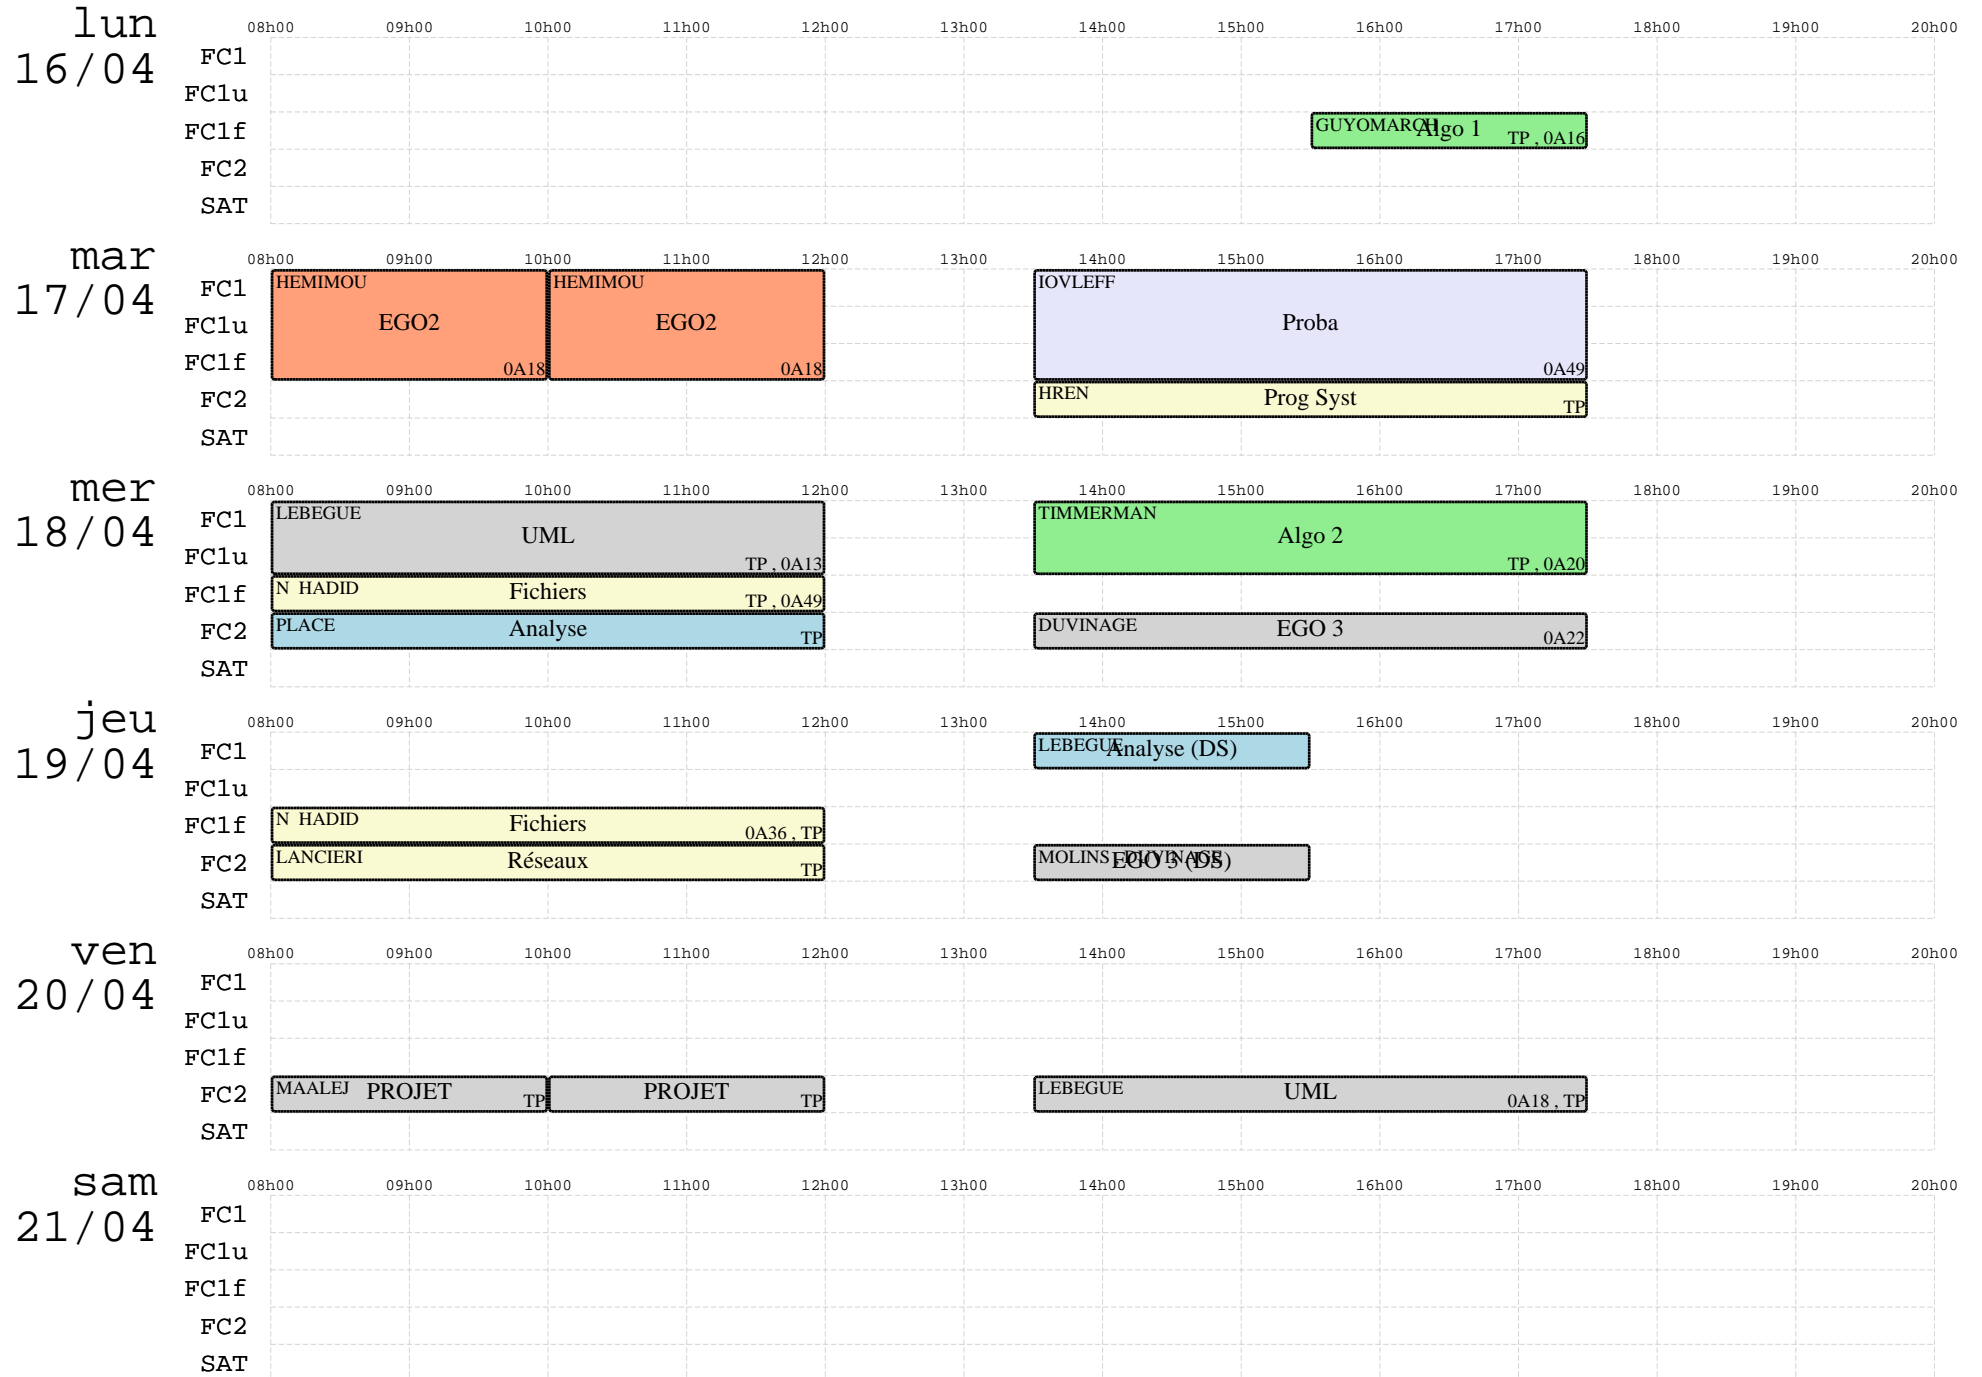 lun
16/04
08h00 09h00 10h00 11h00 12h00 13h00 14h00 15h00 16h00 17h00 18h00 19h00 20h00
FC1
FC1u
FC1f GUYOMARCH Algo 1 TP , 0A16
FC2
SAT
mar
17/04
08h00 09h00 10h00 11h00 12h00 13h00 14h00 15h00 16h00 17h00 18h00 19h00 20h00
FC1 HEMIMOU HEMIMOU IOVLEFF
FC1u EGO2 EGO2 Proba
FC1f 0A18 0A18 0A49
FC2 HREN Prog Syst TP
SAT
mer
18/04
08h00 09h00 10h00 11h00 12h00 13h00 14h00 15h00 16h00 17h00 18h00 19h00 20h00
FC1 LEBEGUE UML TIMMERMAN Algo 2
FC1u TP , 0A13 TP , 0A20
FC1f N HADID Fichiers TP , 0A49
FC2 PLACE Analyse TP DUVINAGE EGO 3 0A22
SAT
jeu
19/04
08h00 09h00 10h00 11h00 12h00 13h00 14h00 15h00 16h00 17h00 18h00 19h00 20h00
FC1 LEBEGUE Analyse (DS)
FC1u
FC1f N HADID Fichiers 0A36 , TP
FC2 LANCIERI Réseaux TP MOLINS , DUVINAGE EGO 3 (DS)
SAT
ven
20/04
08h00 09h00 10h00 11h00 12h00 13h00 14h00 15h00 16h00 17h00 18h00 19h00 20h00
FC1
FC1u
FC1f
FC2 MAALEJ PROJET TP PROJET TP LEBEGUE UML 0A18 , TP
SAT
sam
21/04
08h00 09h00 10h00 11h00 12h00 13h00 14h00 15h00 16h00 17h00 18h00 19h00 20h00
FC1
FC1u
FC1f
FC2
SAT